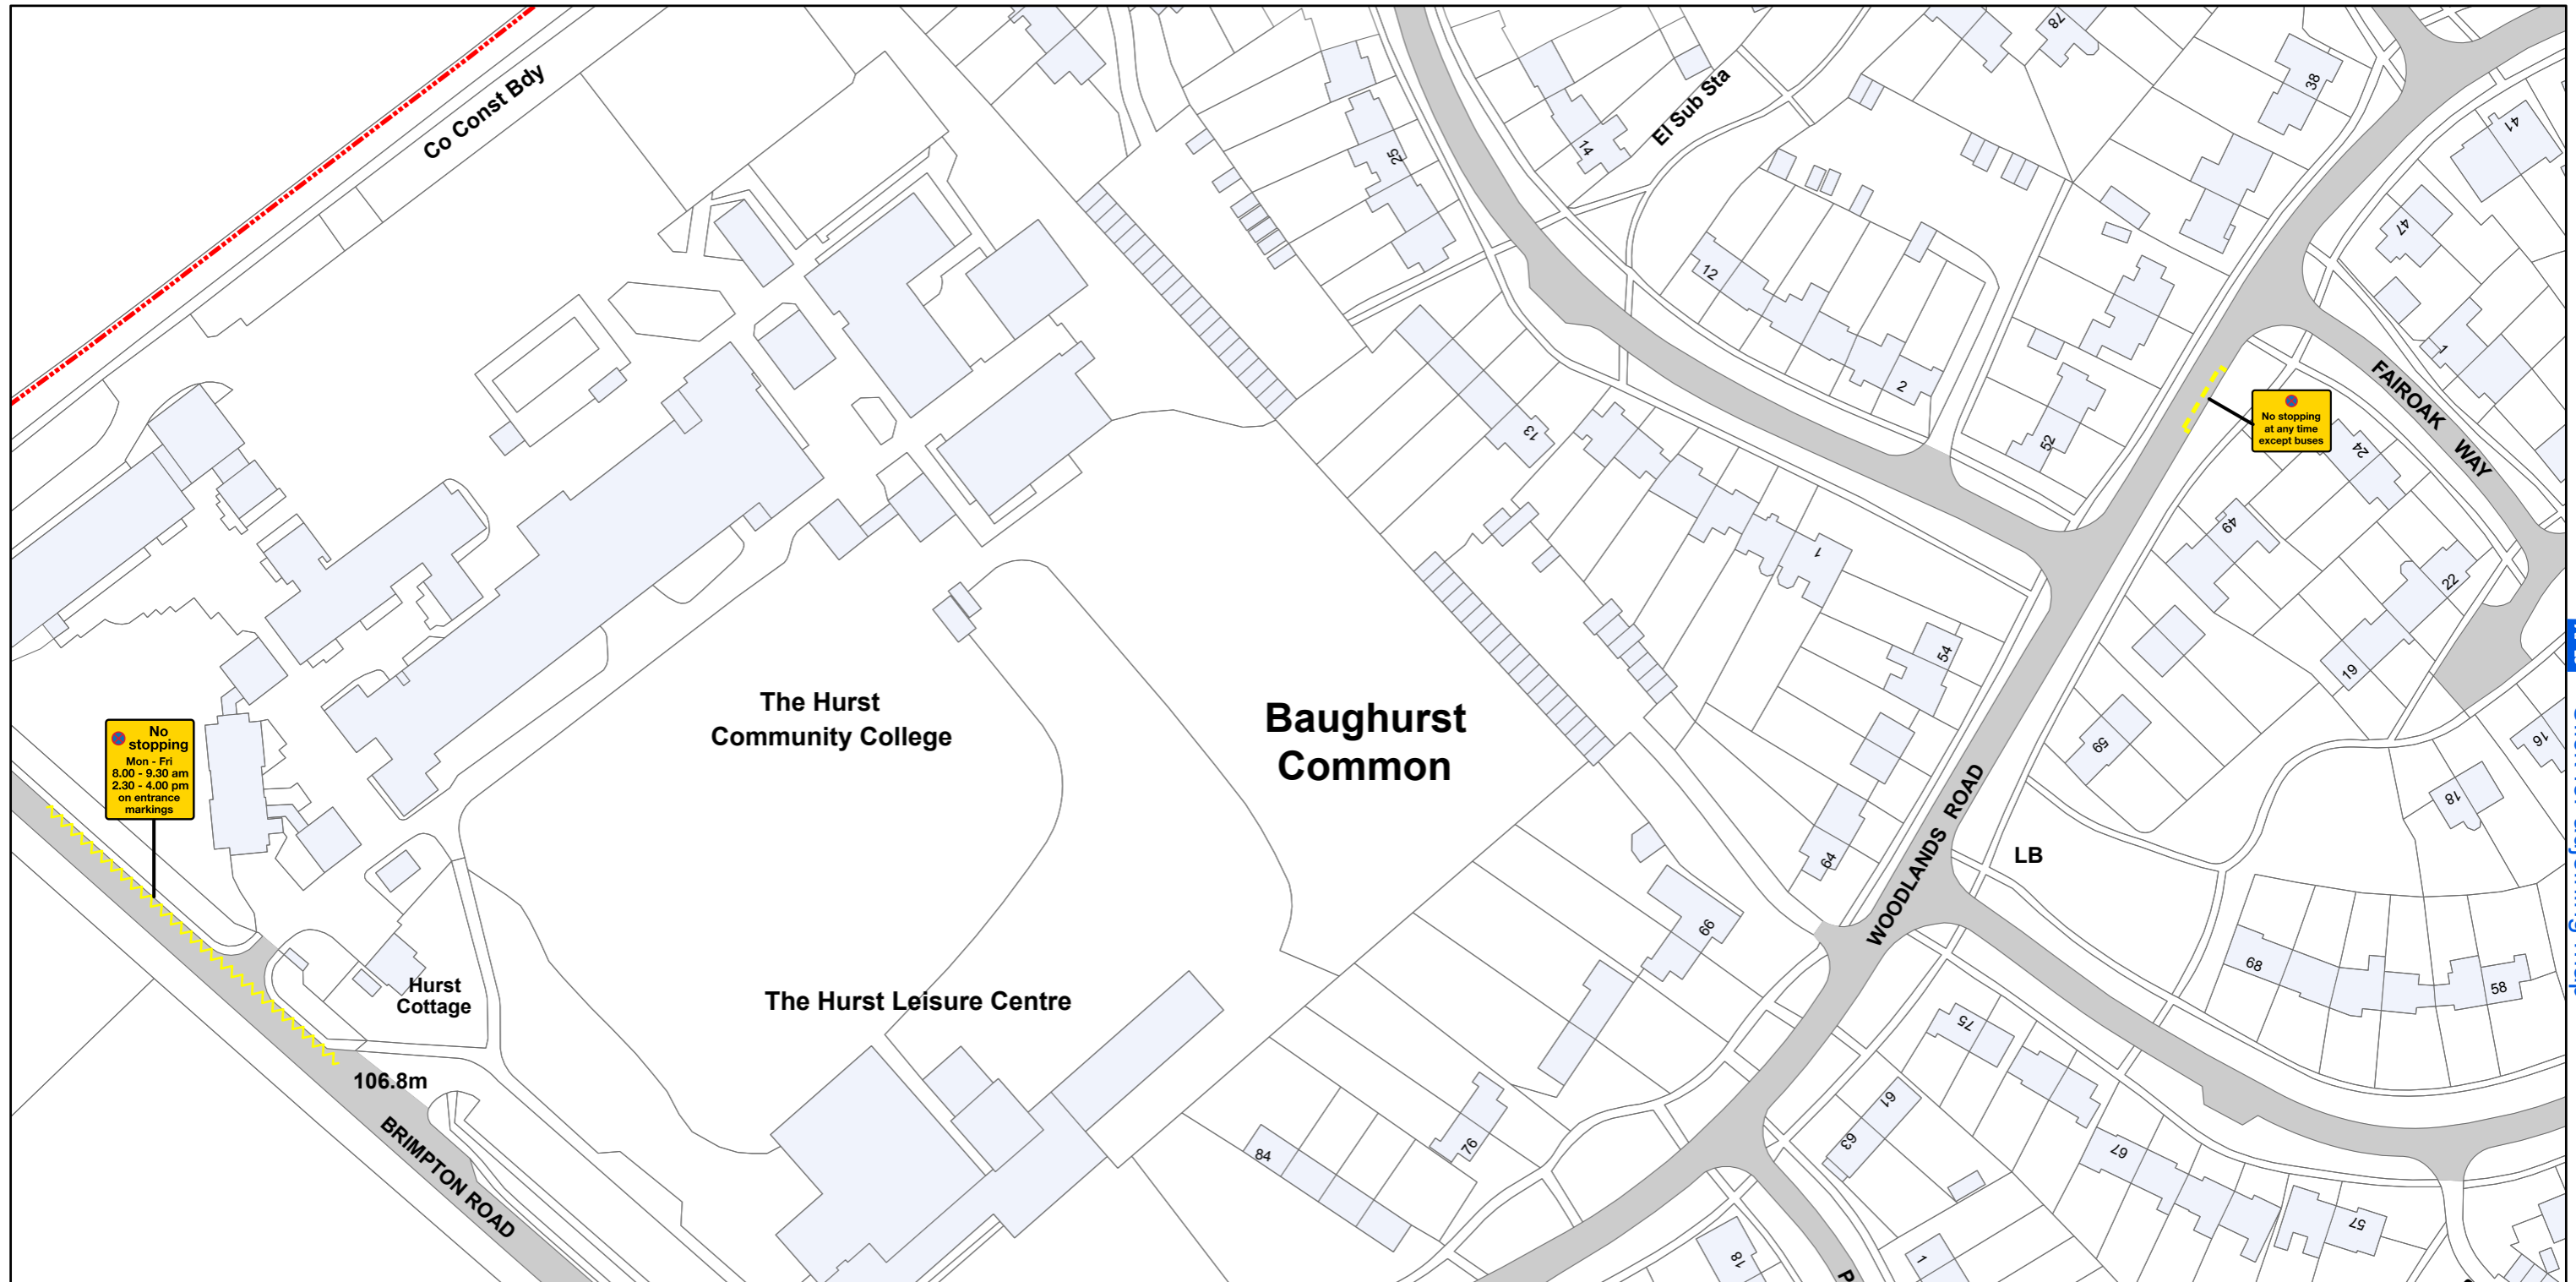 Co Const Bdy
El Sub Sta
78
38
41
47
25
14
12
2
1
52
13
24
49
22
19
1
54
59
64
16
18
66
68
58
75
61
63
67
57
76
84
81
1
FAIROAK WAY
No stopping
at any time
except buses
The Hurst
Community College
Baughurst
Common
No
stopping
Mon - Fri
8.00 - 9.30 am
2.30 - 4.00 pm
on entrance
markings
WOODLANDS ROAD
LB
Hurst
Cottage
The Hurst Leisure Centre
106.8m
BRIMPTON ROAD
P